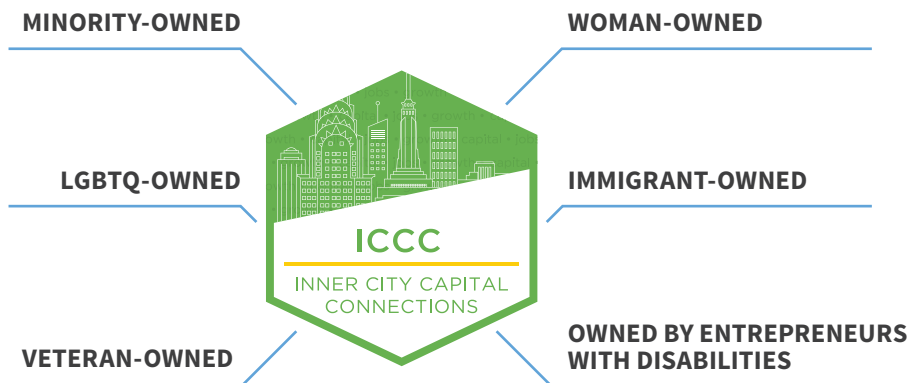 MINORITY-OWNED
WOMAN-OWNED
LGBTQ-OWNED
IMMIGRANT-OWNED
ICCC
INNER CITY CAPITAL
CONNECTIONS
VETERAN-OWNED
OWNED BY ENTREPRENEURS
WITH DISABILITIES